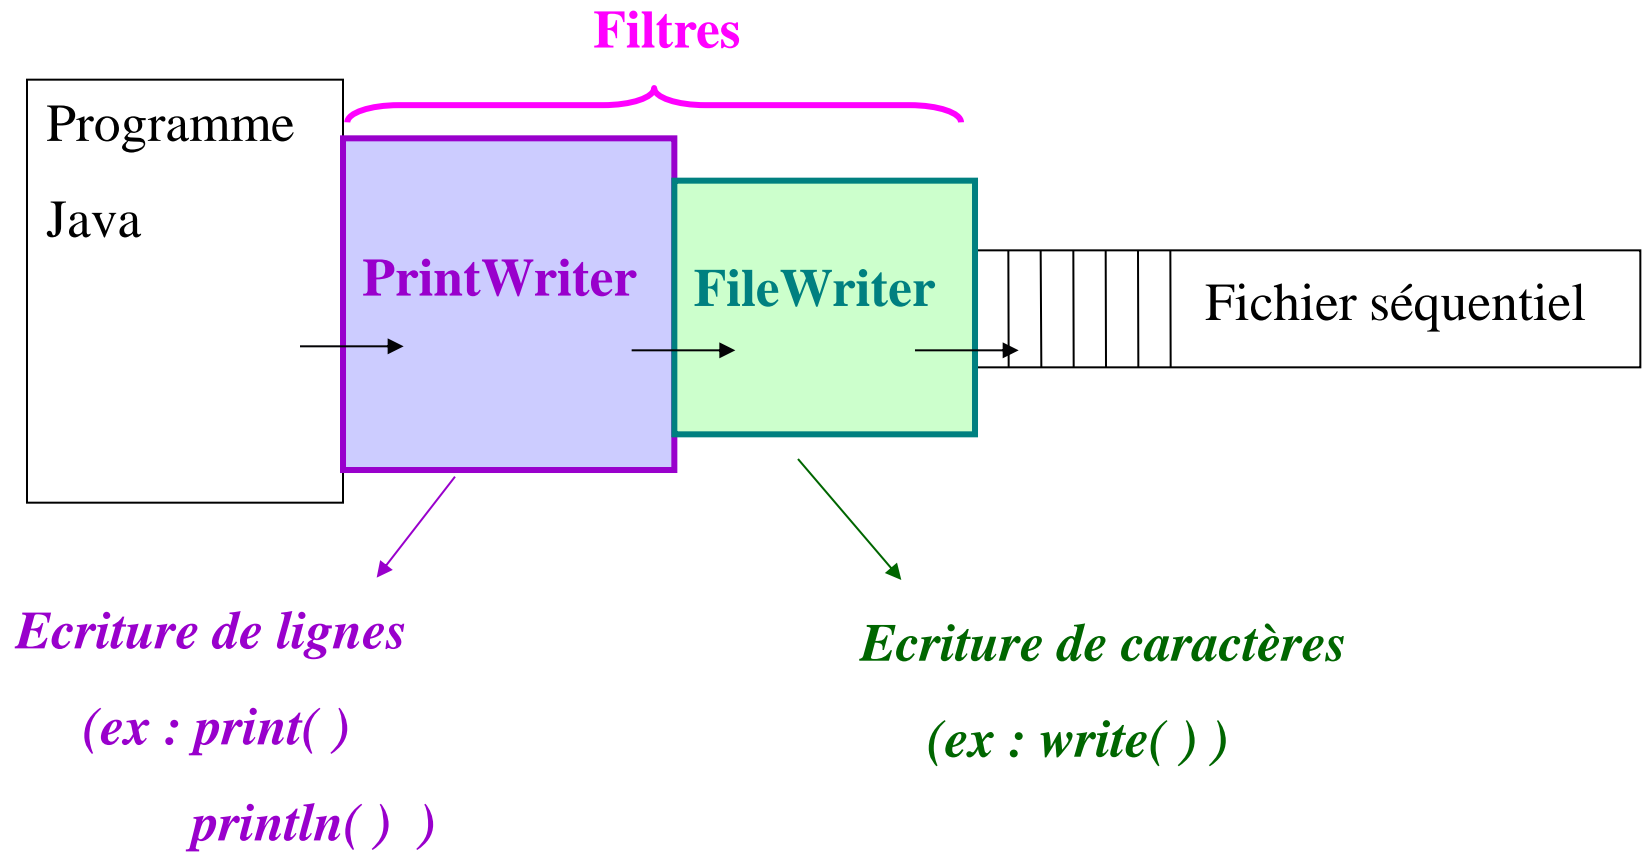 Filtres
Programme
Java
PrintWriter
FileWriter
Fichier séquentiel
Ecriture de lignes
(ex : print( )
println( ) )
Ecriture de caractères
(ex : write( ) )